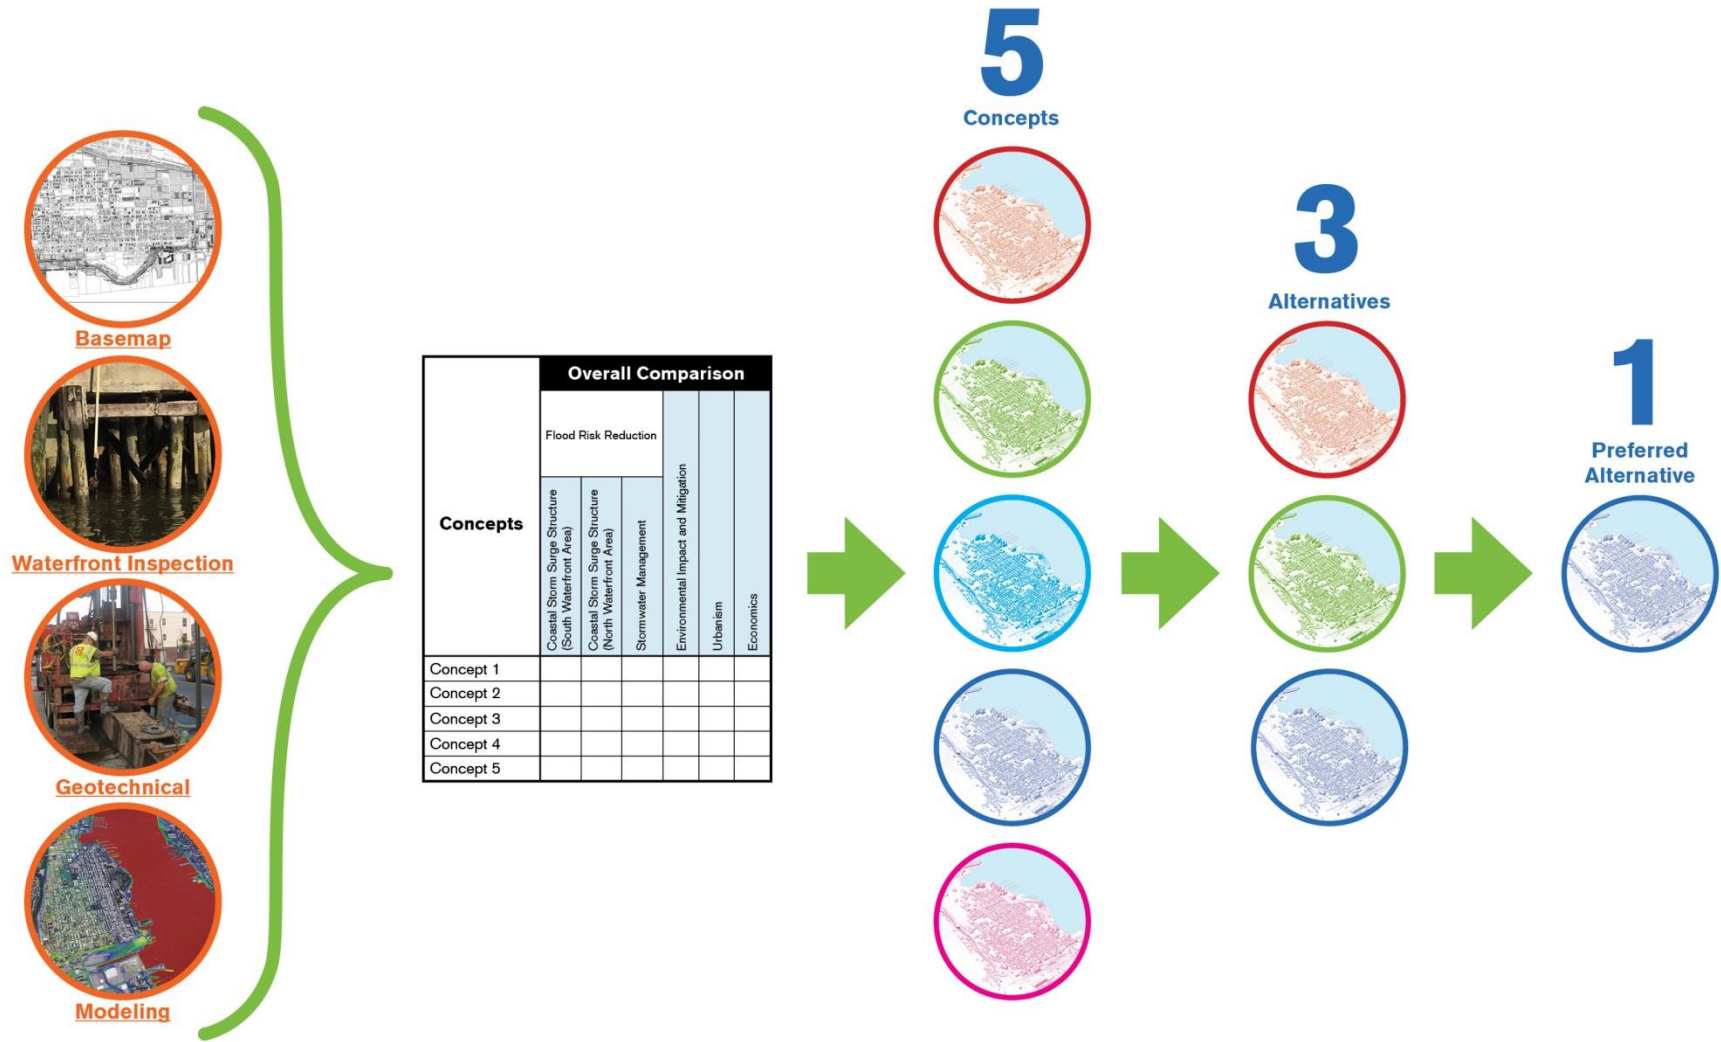 Basemap
Waterfront Inspection
Geotechnical
Modeling
Concepts
Overall Comparison
Flood Risk Reduction
Coastal Storm Surge Structure
(South Waterfront Area)
Coastal Storm Surge Structure
(North Waterfront Area)
Stormwater Management
Environmental Impact and Mitigation
Urbanism
Economics
Concept 1
Concept 2
Concept 3
Concept 4
Concept 5
5
Concepts
3
Alternatives
1
Preferred
Alternative